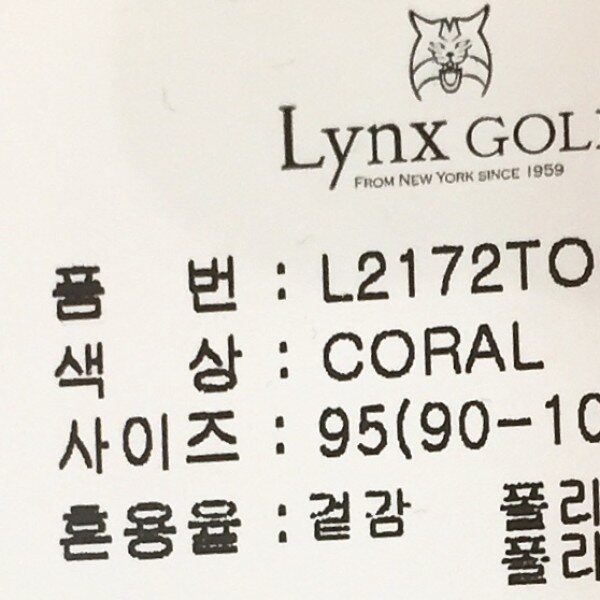 Lynx GOL
FROM NEW YORK SINCE 1959
품 번 : L2172TO
색 상 : CORAL
사이즈 : 95(90-10
혼용율 : 겉감 폴리
폴리